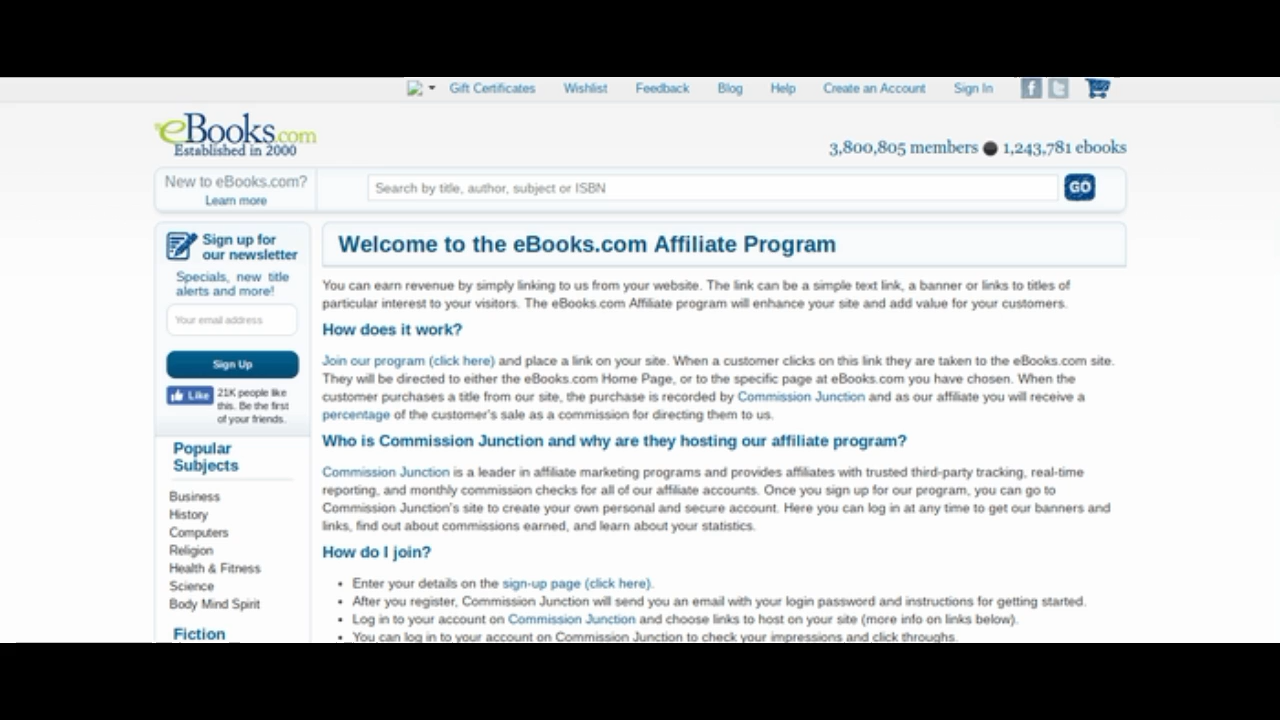 Gift Certificates Wishlist Feedback Blog Help Create an Account Sign In
eBooks.com
Established in 2000
3,800,805 members 1,243,781 ebooks
New to eBooks.com?
Learn more
Search by title, author, subject or ISBN
GO
Sign up for
our newsletter
Specials, new title
alerts and more!
Your email address
Sign Up
Like
21K people like
this. Be the first
of your friends.
Popular
Subjects
Business
History
Computers
Religion
Health & Fitness
Science
Body Mind Spirit
Fiction
Welcome to the eBooks.com Affiliate Program
You can earn revenue by simply linking to us from your website. The link can be a simple text link, a banner or links to titles of
particular interest to your visitors. The eBooks.com Affiliate program will enhance your site and add value for your customers.
How does it work?
Join our program (click here) and place a link on your site. When a customer clicks on this link they are taken to the eBooks.com site.
They will be directed to either the eBooks.com Home Page, or to the specific page at eBooks.com you have chosen. When the
customer purchases a title from our site, the purchase is recorded by Commission Junction and as our affiliate you will receive a
percentage of the customer's sale as a commission for directing them to us.
Who is Commission Junction and why are they hosting our affiliate program?
Commission Junction is a leader in affiliate marketing programs and provides affiliates with trusted third-party tracking, real-time
reporting, and monthly commission checks for all of our affiliate accounts. Once you sign up for our program, you can go to
Commission Junction's site to create your own personal and secure account. Here you can log in at any time to get our banners and
links, find out about commissions earned, and learn about your statistics.
How do I join?
• Enter your details on the sign-up page (click here).
• After you register, Commission Junction will send you an email with your login password and instructions for getting started.
• Log in to your account on Commission Junction and choose links to host on your site (more info on links below).
• You can log in to your account on Commission Junction to check your impressions and click throughs.